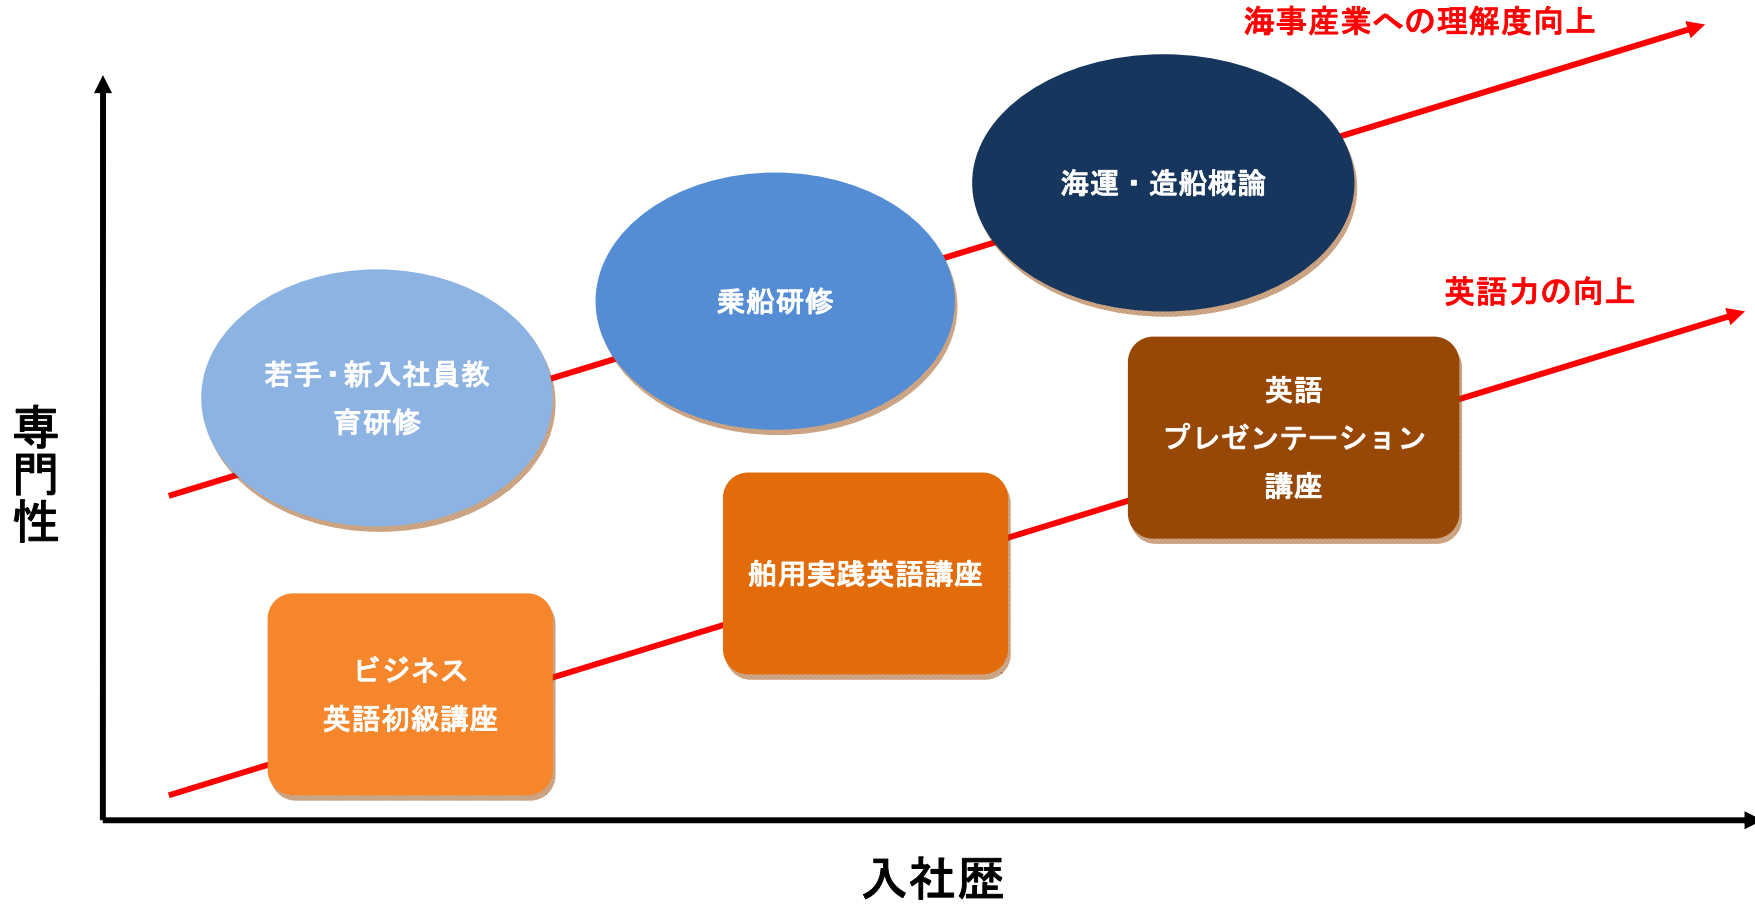 海事産業への理解度向上
海運・造船概論
乗船研修
若手・新入社員教
育研修
英語力の向上
英語
プレゼンテーション
講座
舶用実践英語講座
ビジネス
英語初級講座
専門性
入社歴